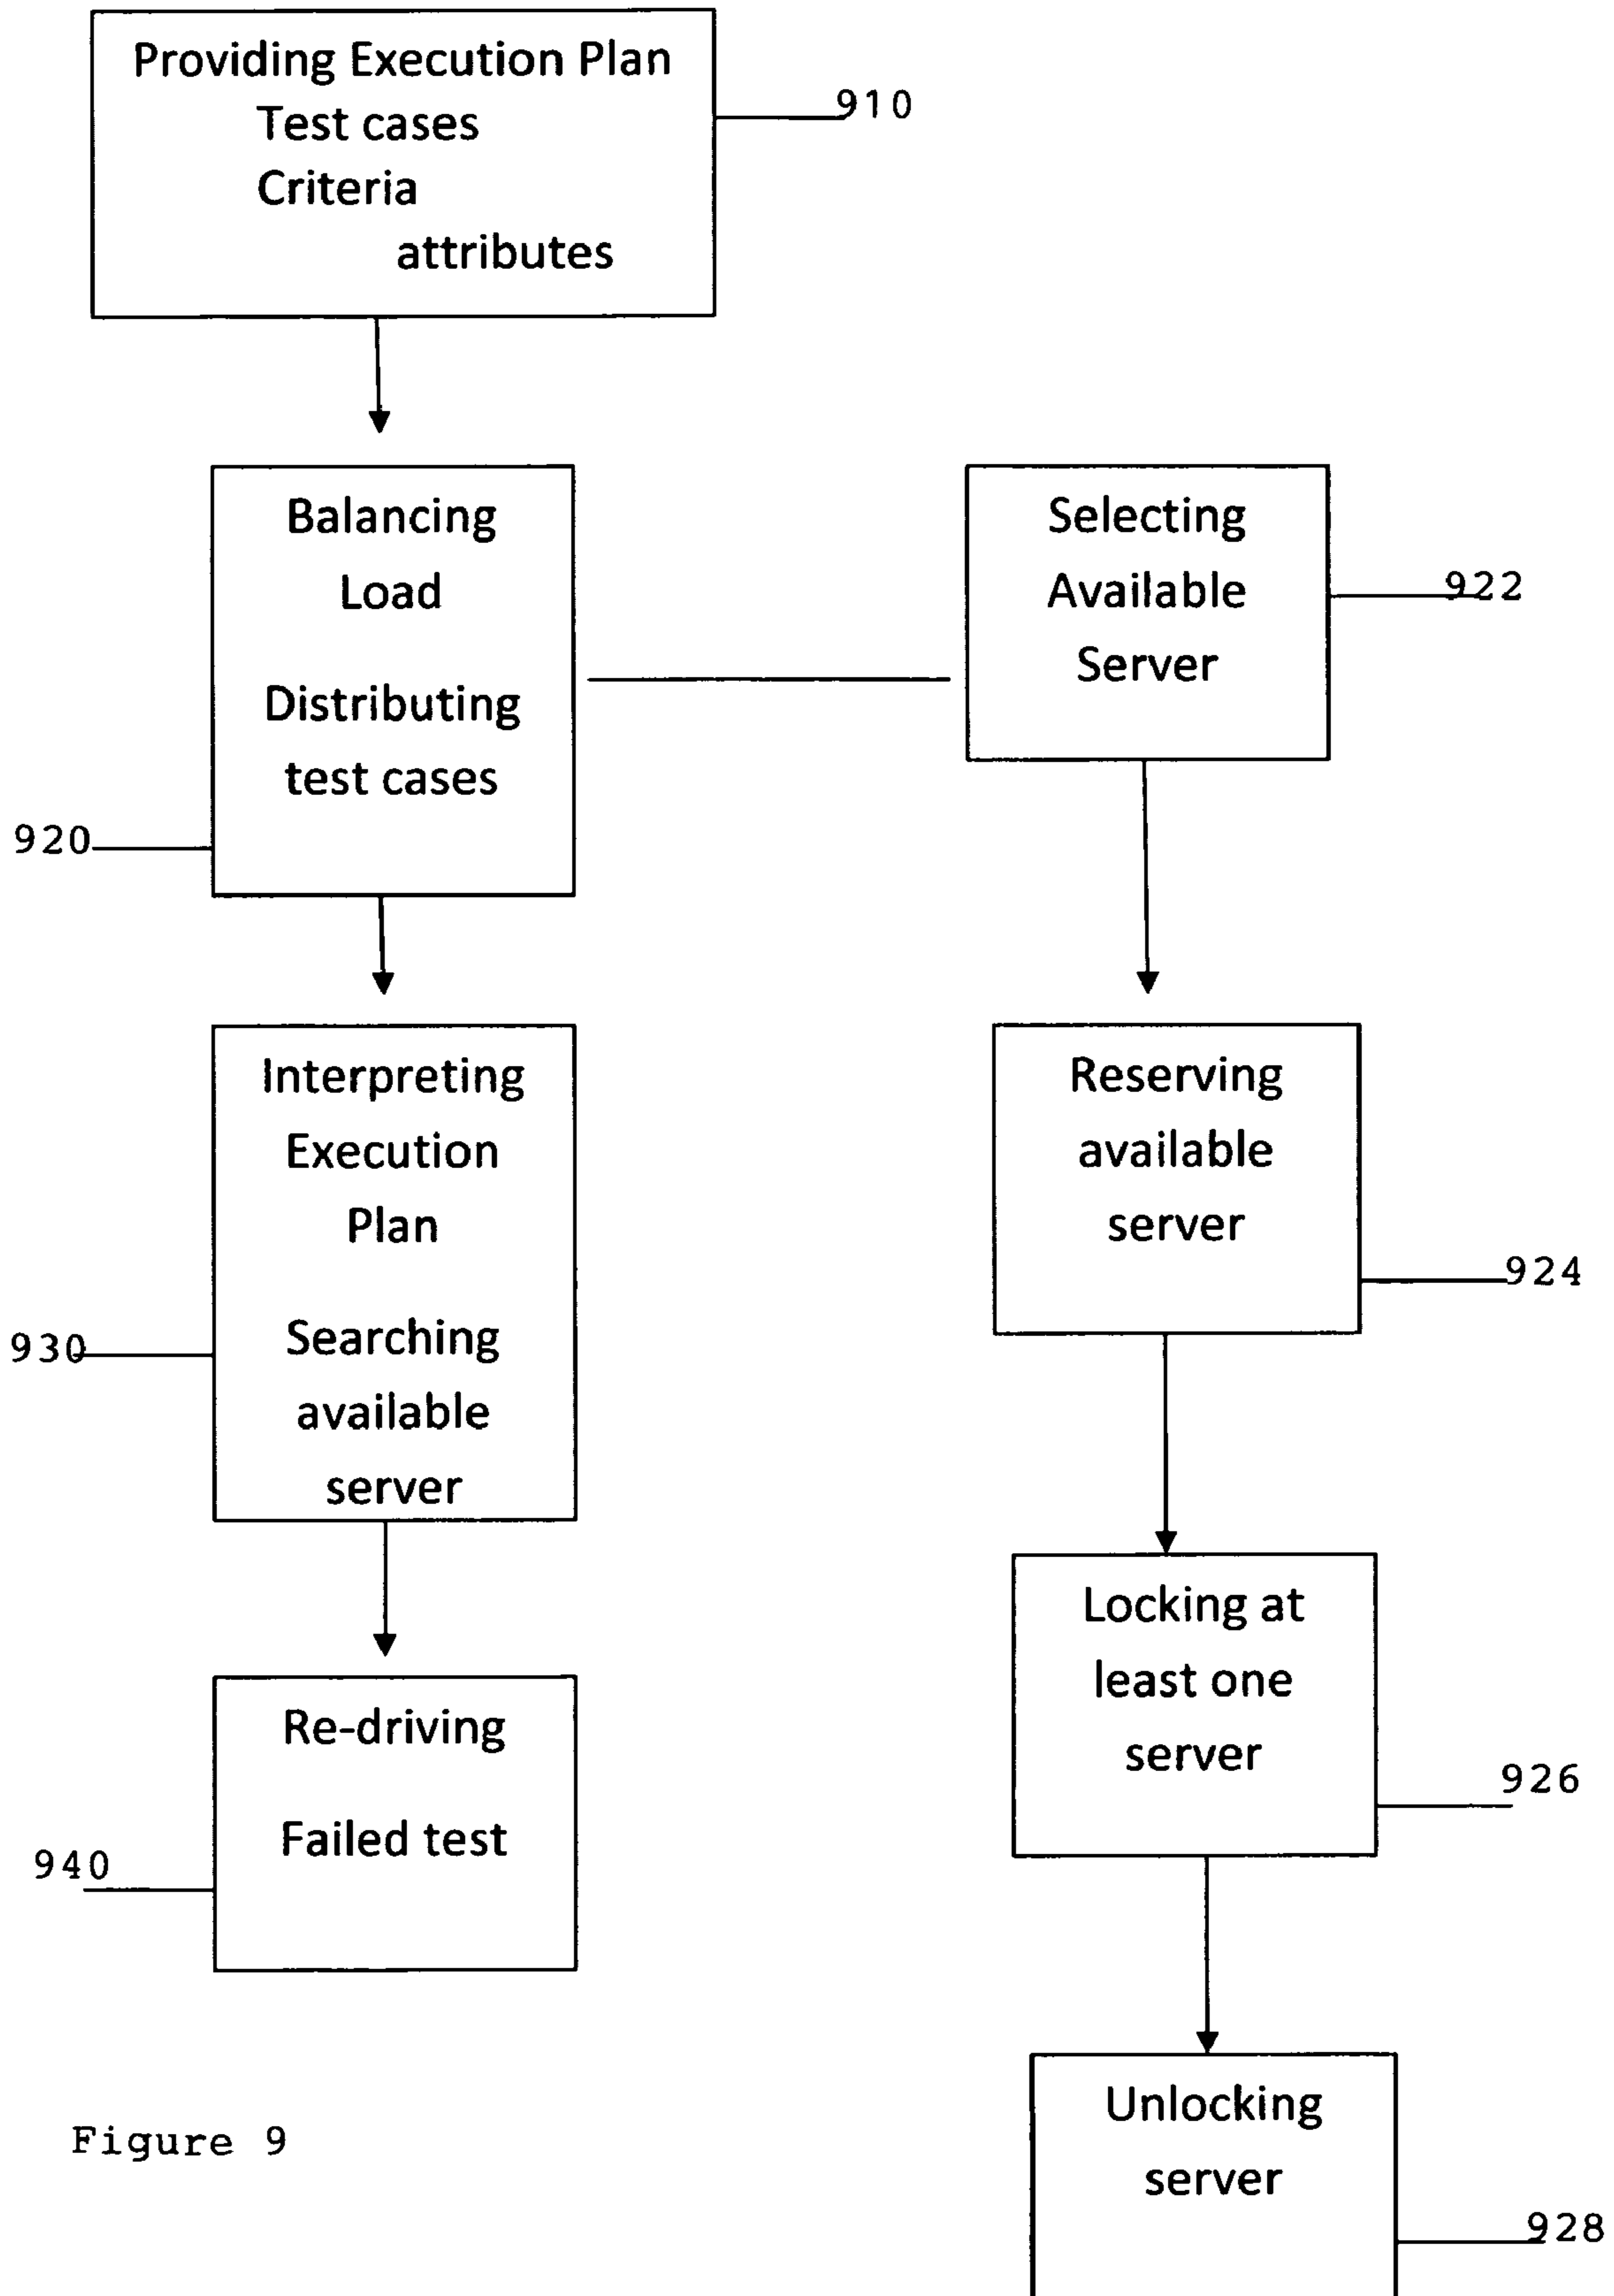 Providing Execution Plan
Test cases
Criteria
attributes
910
Balancing
Load
Distributing
test cases
920
Selecting
Available
Server
922
Interpreting
Execution
Plan
Searching
available
server
930
Reserving
available
server
924
Re-driving
Failed test
940
Locking at
least one
server
926
Unlocking
server
928
Figure 9